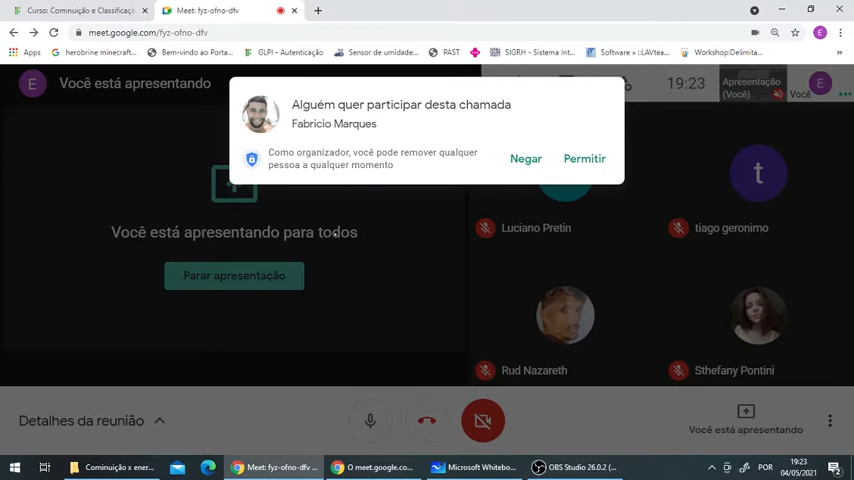 Curso: Cominuição e Classificaçã
Meet: fyz-ofno-dfv
meet.google.com/fyz-ofno-dfv
Apps
herobrine minecraft...
Bem-vindo ao Porta...
GLPI - Autenticação
Sensor de umidade...
PAST
SIGRH - Sistema Int...
Software » ::LAVtea...
Workshop:Delimita...
E
Você está apresentando
19:23
Apresentação
(Você)
E
Você
Alguém quer participar desta chamada
Fabricio Marques
Como organizador, você pode remover qualquer
pessoa a qualquer momento
Negar
Permitir
Você está apresentando para todos
Parar apresentação
t
Luciano Pretin
tiago geronimo
Rud Nazareth
Sthefany Pontini
Detalhes da reunião
Você está apresentando
Cominuição x ener...
Meet: fyz-ofno-dfv ...
O meet.google.co...
Microsoft Whitebo...
OBS Studio 26.0.2 (...
POR
19:23
04/05/2021
2